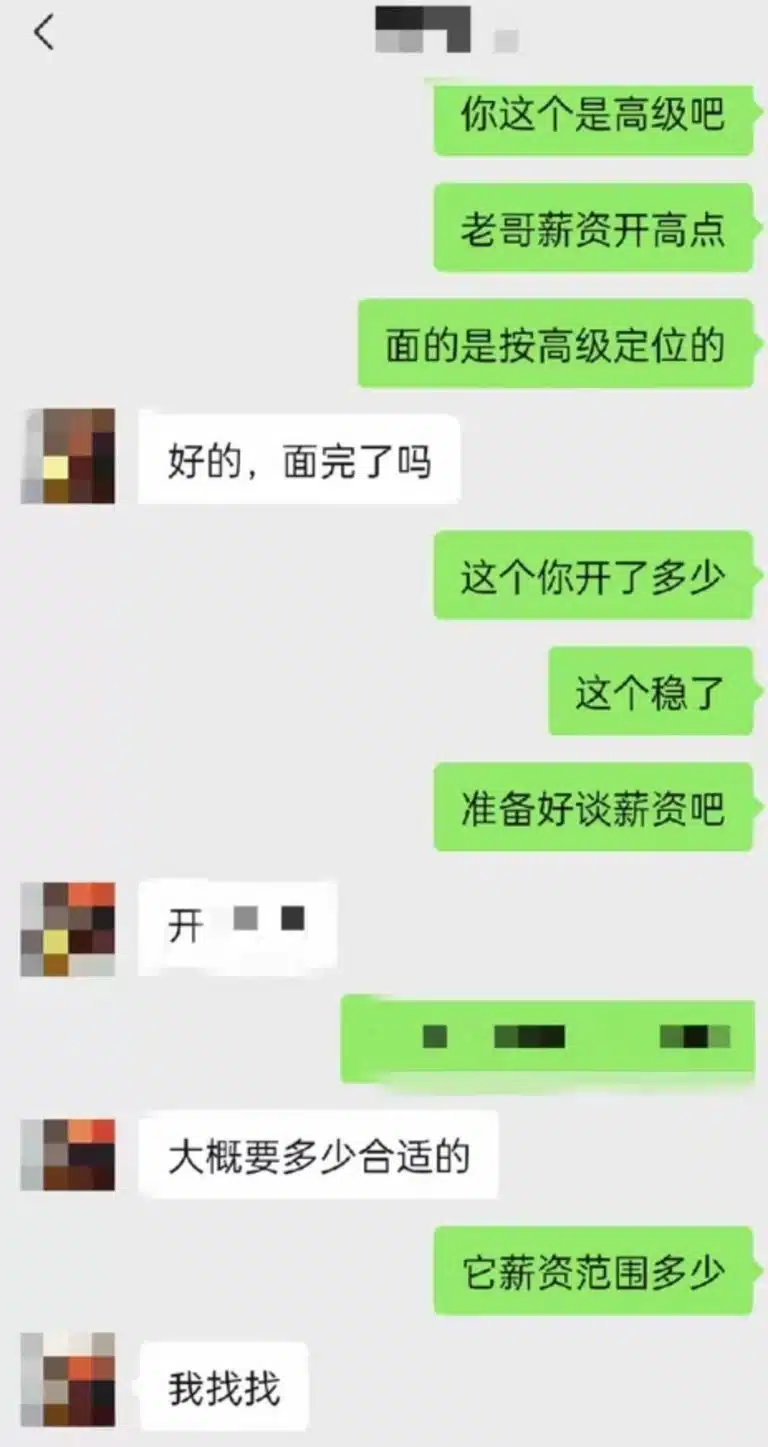 你这个是高级吧
老哥薪资开高点
面的是按高级定位的
好的，面完了吗
这个你开了多少
这个稳了
准备好谈薪资吧
开
大概要多少合适的
它薪资范围多少
我找找